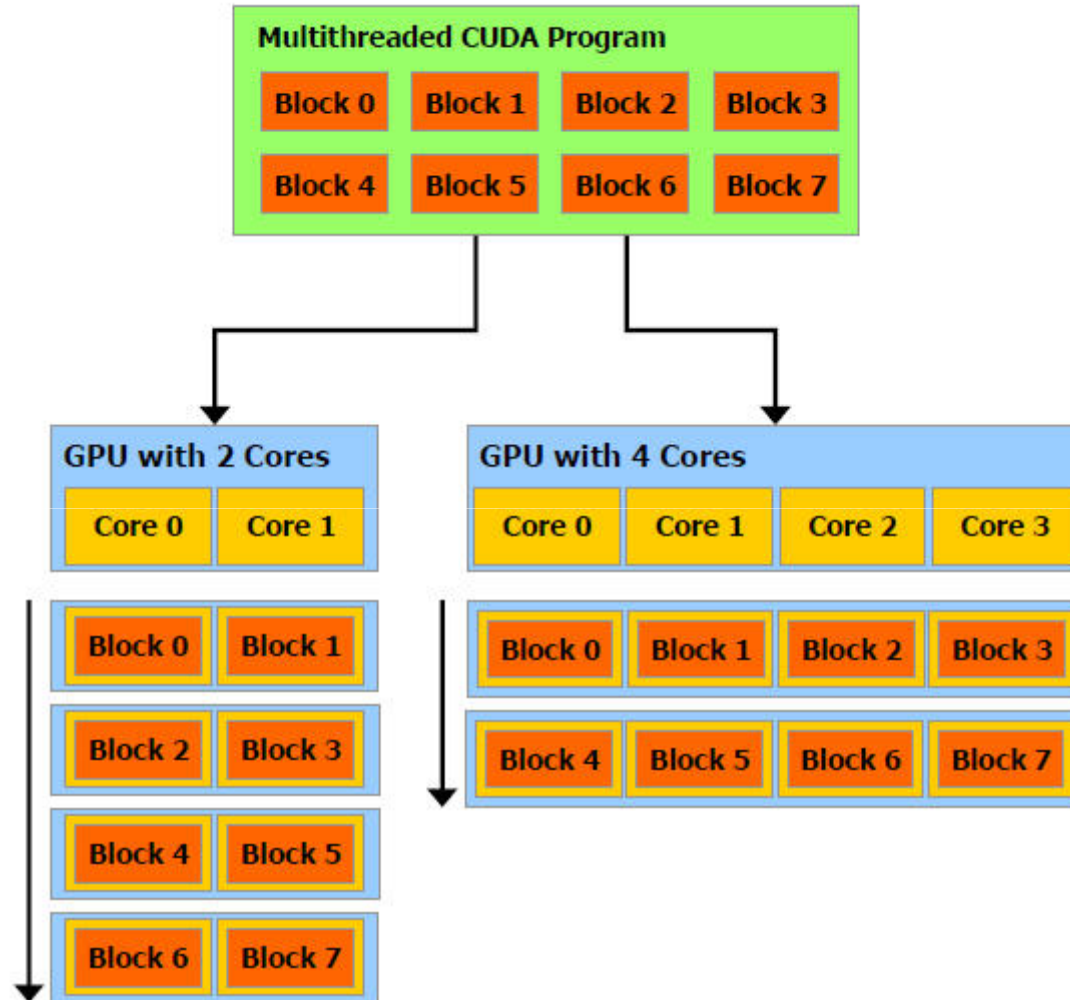 Multithreaded CUDA Program
Block 0 Block 1 Block 2 Block 3
Block 4 Block 5 Block 6 Block 7
GPU with 2 Cores
Core 0 Core 1
Block 0 Block 1
Block 2 Block 3
Block 4 Block 5
Block 6 Block 7
GPU with 4 Cores
Core 0 Core 1 Core 2 Core 3
Block 0 Block 1 Block 2 Block 3
Block 4 Block 5 Block 6 Block 7